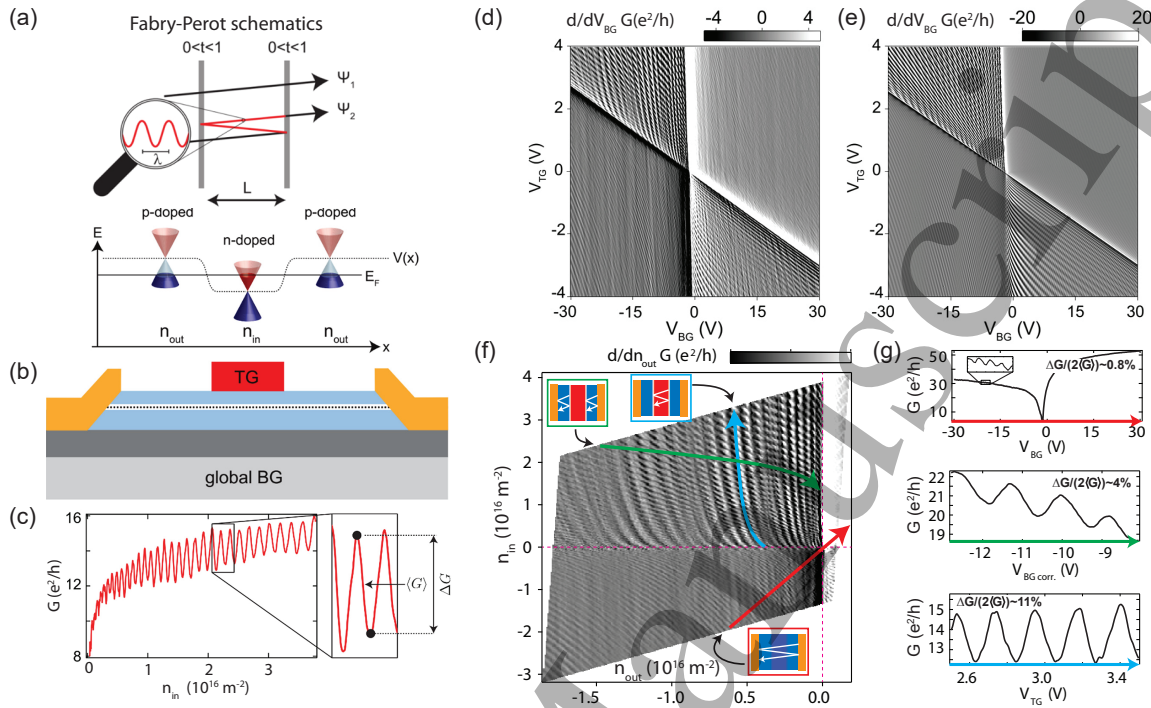 (a)
Fabry-Perot schematics
0<t<1 0<t<1
Ψ1
Ψ2
λ
L
p-doped
n-doped
p-doped
E
V(x)
EF
nout
nin
nout
x
(b)
TG
global BG
(c)
G (e²/h)
16
12
8
0 1 2 3
nin (10¹⁶ m⁻²)
⟨G⟩
ΔG
(d)
d/dVBG G(e²/h)
-4 0 4
VTG (V)
4
2
0
-2
-4
-30 -15 0 15 30
VBG (V)
(e)
d/dVBG G(e²/h)
-20 0 20
VTG (V)
4
2
0
-2
-4
-30 -15 0 15 30
VBG (V)
(f)
d/dnout G (e²/h)
nin (10¹⁶ m⁻²)
4
3
2
1
0
-1
-2
-3
nout (10¹⁶ m⁻²)
-1.5 -1.0 -0.5 0.0
(g)
G (e²/h)
50
30
10
ΔG/(2⟨G⟩)~0.8%
-30 -15 0 15 30
VBG (V)
G (e²/h)
22
21
20
19
ΔG/(2⟨G⟩)~4%
-12 -11 -10 -9
VBG corr. (V)
G (e²/h)
15
14
13
12
ΔG/(2⟨G⟩)~11%
2.6 3.0 3.4
VTG (V)